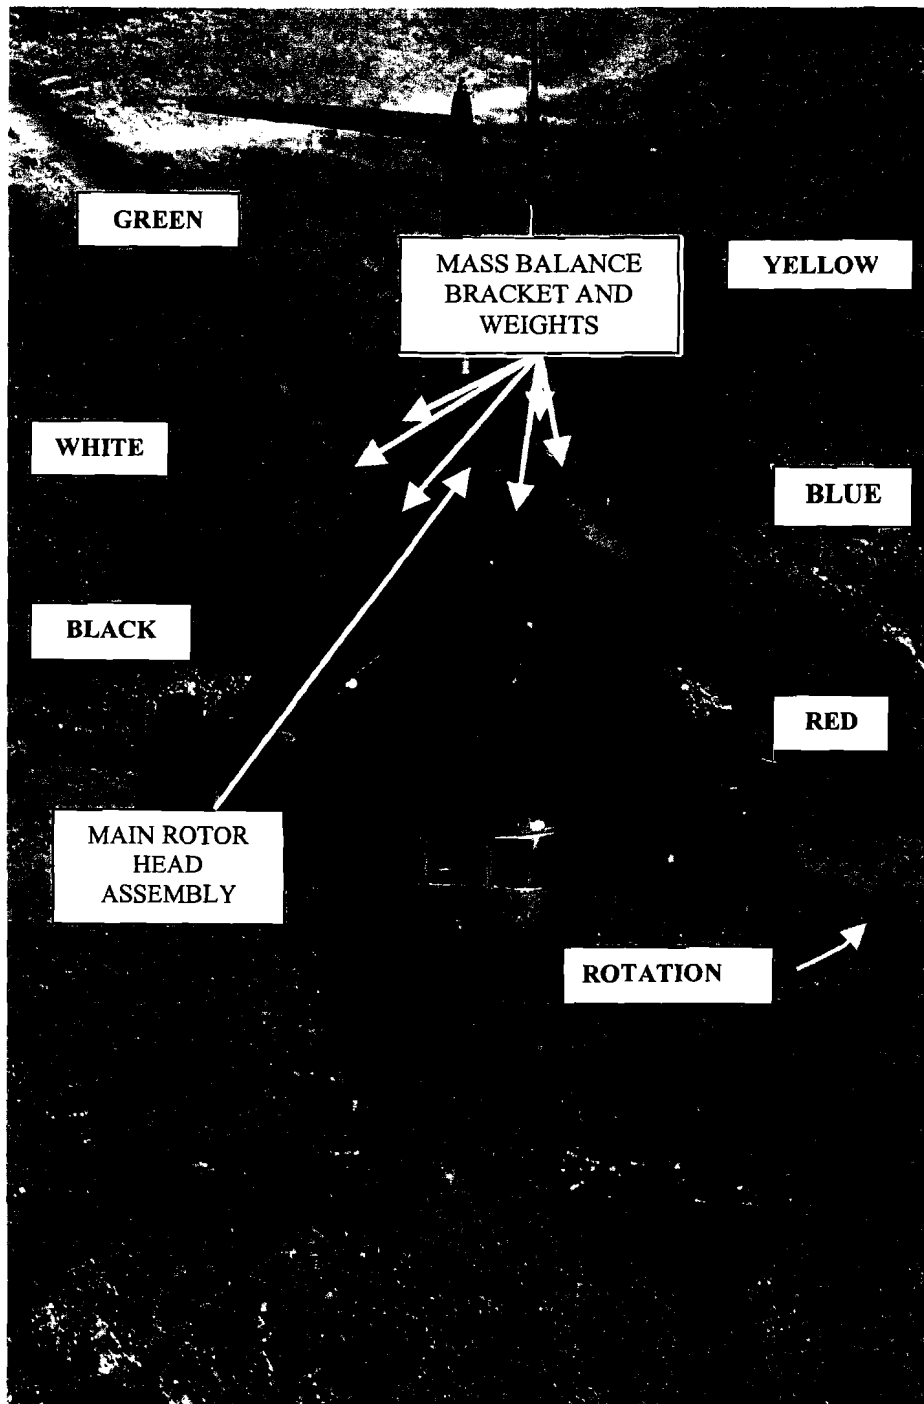 GREEN
MASS BALANCE
BRACKET AND
WEIGHTS
YELLOW
WHITE
BLUE
BLACK
RED
MAIN ROTOR
HEAD
ASSEMBLY
ROTATION